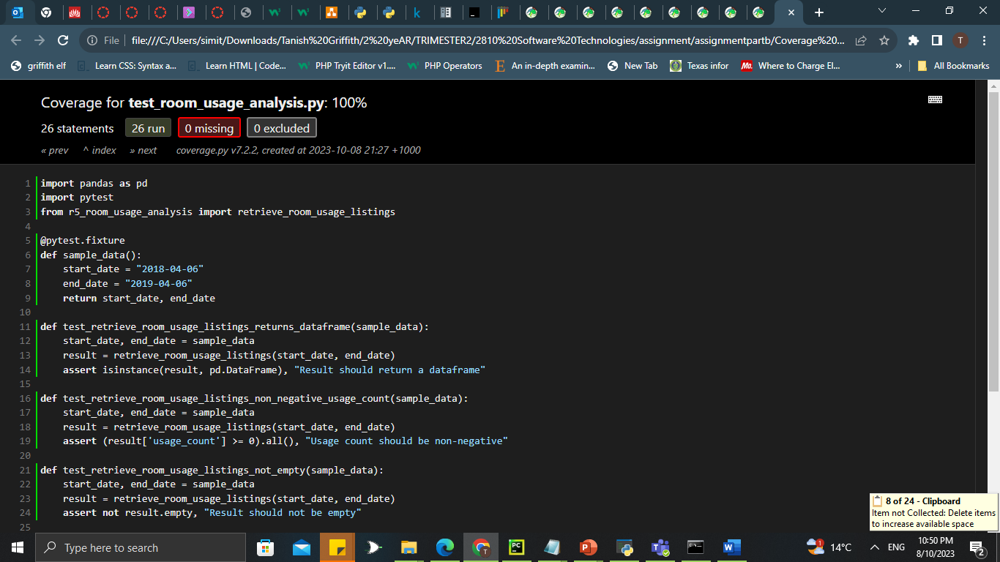 File
file:///C:/Users/simit/Downloads/Tanish%20Griffith/2%20yeAR/TRIMESTER2/2810%20Software%20Technologies/assignment/assignmentpartb/Coverage%20...
T
griffith elf
Learn CSS: Syntax a...
Learn HTML | Code...
PHP Tryit Editor v1....
PHP Operators
E
An in-depth examin...
New Tab
Texas infor
Mo.
Where to Charge El...
»
All Bookmarks
Coverage for test_room_usage_analysis.py: 100%
26 statements 26 run 0 missing 0 excluded
« prev ^ index » next coverage.py v7.2.2, created at 2023-10-08 21:27 +1000
1 import pandas as pd
2 import pytest
3 from r5_room_usage_analysis import retrieve_room_usage_listings
4
5 @pytest.fixture
6 def sample_data():
7 start_date = "2018-04-06"
8 end_date = "2019-04-06"
9 return start_date, end_date
10
11 def test_retrieve_room_usage_listings_returns_dataframe(sample_data):
12 start_date, end_date = sample_data
13 result = retrieve_room_usage_listings(start_date, end_date)
14 assert isinstance(result, pd.DataFrame), "Result should return a dataframe"
15
16 def test_retrieve_room_usage_listings_non_negative_usage_count(sample_data):
17 start_date, end_date = sample_data
18 result = retrieve_room_usage_listings(start_date, end_date)
19 assert (result['usage_count'] >= 0).all(), "Usage count should be non-negative"
20
21 def test_retrieve_room_usage_listings_not_empty(sample_data):
22 start_date, end_date = sample_data
23 result = retrieve_room_usage_listings(start_date, end_date)
24 assert not result.empty, "Result should not be empty"
25
8 of 24 - Clipboard
Item not Collected: Delete items
to increase available space
Type here to search
14°C
ENG
10:50 PM
8/10/2023
2